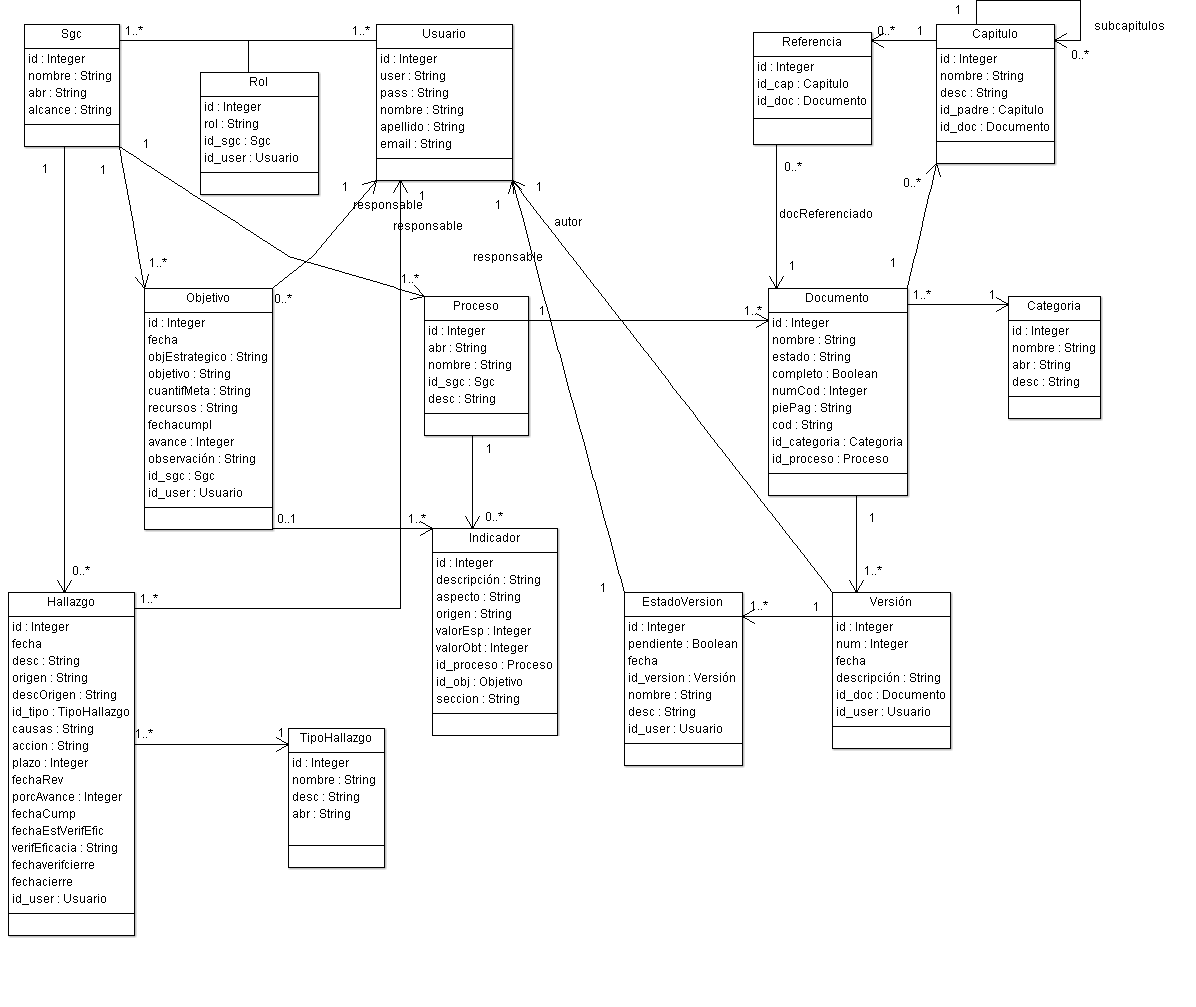 Sgc
id : Integer
nombre : String
abr : String
alcance : String
1..*
1..*
Rol
id : Integer
rol : String
id_sgc : Sgc
id_user : Usuario
Usuario
id : Integer
user : String
pass : String
nombre : String
apellido : String
email : String
Referencia
id : Integer
id_cap : Capitulo
id_doc : Documento
0..*
1
Capitulo
id : Integer
nombre : String
desc : String
id_padre : Capitulo
id_doc : Documento
1
subcapitulos
0..*
1
1
1
1
responsable
1
responsable
1
responsable
1
autor
0..*
docReferenciado
1
0..*
1
1..*
Objetivo
id : Integer
fecha
objEstrategico : String
objetivo : String
cuantifMeta : String
recursos : String
fechacumpl
avance : Integer
observación : String
id_sgc : Sgc
id_user : Usuario
0..*
1..*
Proceso
id : Integer
abr : String
nombre : String
id_sgc : Sgc
desc : String
1
1..*
Documento
id : Integer
nombre : String
estado : String
completo : Boolean
numCod : Integer
piePag : String
cod : String
id_categoria : Categoria
id_proceso : Proceso
1..*
1
Categoria
id : Integer
nombre : String
abr : String
desc : String
1
0..*
0..1
1..*
Indicador
id : Integer
descripción : String
aspecto : String
origen : String
valorEsp : Integer
valorObt : Integer
id_proceso : Proceso
id_obj : Objetivo
seccion : String
1
1..*
0..*
Hallazgo
id : Integer
fecha
desc : String
origen : String
descOrigen : String
id_tipo : TipoHallazgo
causas : String
accion : String
plazo : Integer
fechaRev
porcAvance : Integer
fechaCump
fechaEstVerifEfic
verifEficacia : String
fechaverifcierre
fechacierre
id_user : Usuario
1..*
1..*
1
TipoHallazgo
id : Integer
nombre : String
desc : String
abr : String
1
EstadoVersion
id : Integer
pendiente : Boolean
fecha
id_version : Versión
nombre : String
desc : String
id_user : Usuario
1..*
1
Versión
id : Integer
num : Integer
fecha
descripción : String
id_doc : Documento
id_user : Usuario